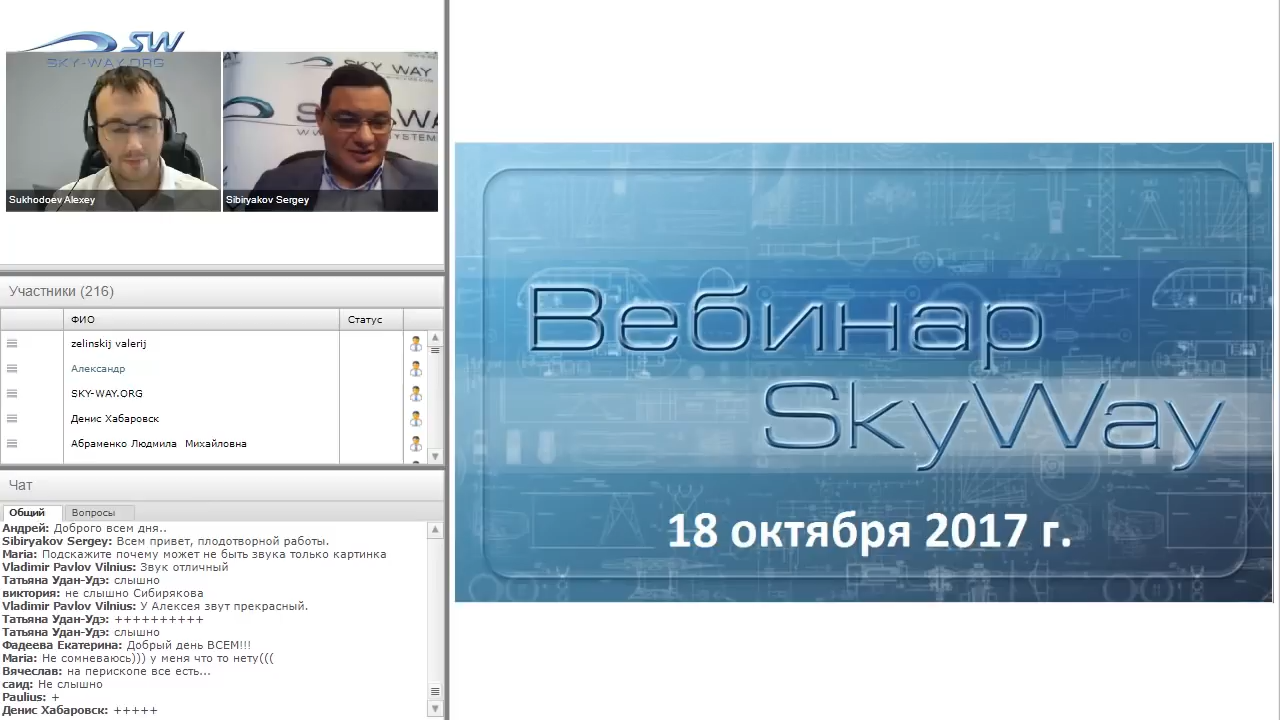 SW
SKY-WAY.ORG
SKY WAY
SKYWAY
Sukhodoev Alexey
Sibiryakov Sergey
Участники (216)
ФИО
Статус
zelinskij valerij
Александр
SKY-WAY.ORG
Денис Хабаровск
Абраменко Людмила Михайловна
Чат
Общий
Вопросы
Андрей: Доброго всем дня..
Sibiryakov Sergey: Всем привет, плодотворной работы.
Maria: Подскажите почему может не быть звука только картинка
Vladimir Pavlov Vilnius: Звук отличный
Татьяна Удан-Удэ: слышно
виктория: не слышно Сибирякова
Vladimir Pavlov Vilnius: У Алексея звут прекрасный.
Татьяна Удан-Удэ: ++++++++++
Татьяна Удан-Удэ: слышно
Фадеева Екатерина: Добрый день ВСЕМ!!!
Maria: Не сомневаюсь))) у меня что то нету(((
Вячеслав: на перископе все есть...
саид: Не слышно
Paulius: +
Денис Хабаровск: +++++
Вебинар
SkyWay
18 октября 2017 г.